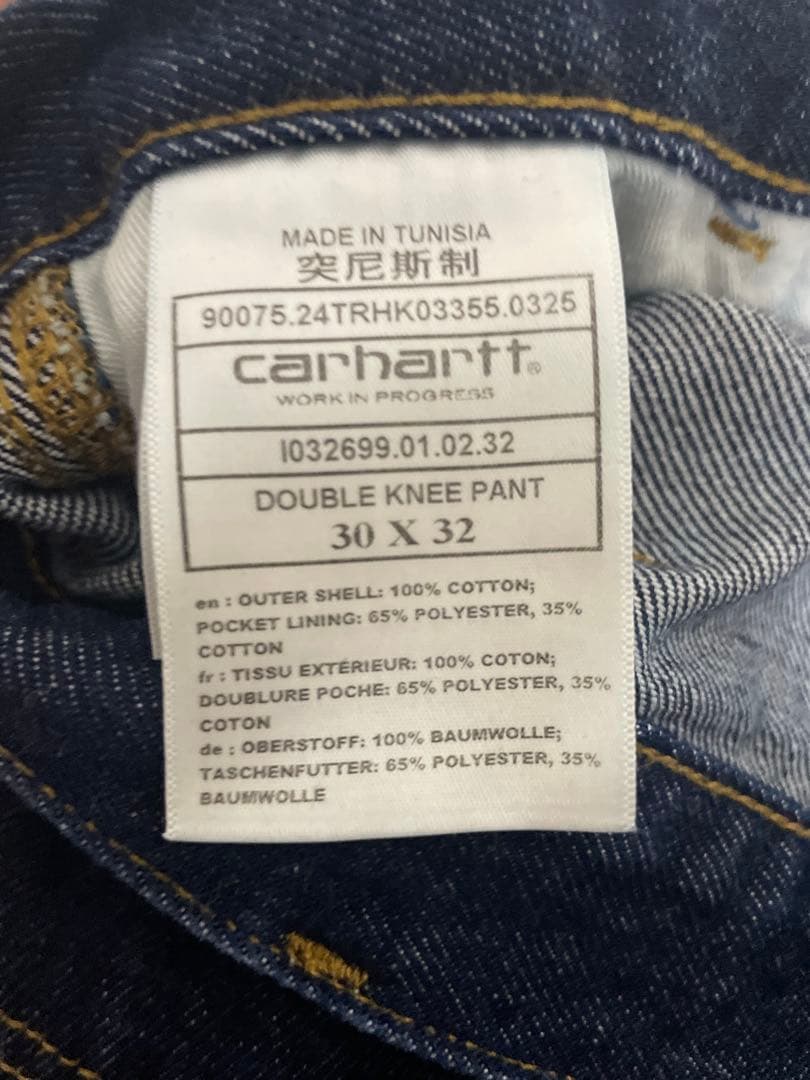 MADE IN TUNISIA
突尼斯制
90075.24TRHK03355.0325
carhartt®
WORK IN PROGRESS
I032699.01.02.32
DOUBLE KNEE PANT
30 X 32
en : OUTER SHELL: 100% COTTON;
POCKET LINING: 65% POLYESTER, 35%
COTTON
fr : TISSU EXTÉRIEUR: 100% COTON;
DOUBLURE POCHE: 65% POLYESTER, 35%
COTON
de : OBERSTOFF: 100% BAUMWOLLE;
TASCHENFUTTER: 65% POLYESTER, 35%
BAUMWOLLE